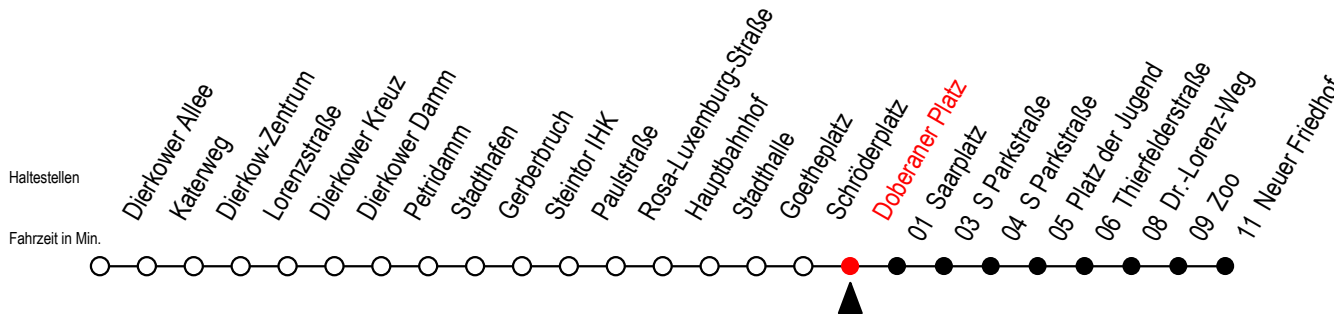 Haltestellen
Fahrzeit in Min.
Dierkower Allee
Katerweg
Dierkow-Zentrum
Lorenzstraße
Dierkower Kreuz
Dierkower Damm
Petridamm
Stadthafen
Gerberbruch
Steintor IHK
Paulstraße
Rosa-Luxemburg-Straße
Hauptbahnhof
Stadthalle
Goetheplatz
Schröderplatz
Doberaner Platz
01 Saarplatz
03 S Parkstraße
04 S Parkstraße
05 Platz der Jugend
06 Thierfelderstraße
08 Dr.-Lorenz-Weg
09 Zoo
11 Neuer Friedhof